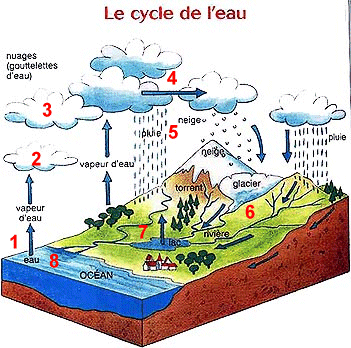 Le cycle de l'eau
nuages
(gouttelettes
d'eau)
4
neige
3
5
pluie
pluie
2
vapeur d'eau
neige
torrent
glacier
vapeur
d'eau
6
1
7
rivière
lac
eau
8
OCÉAN